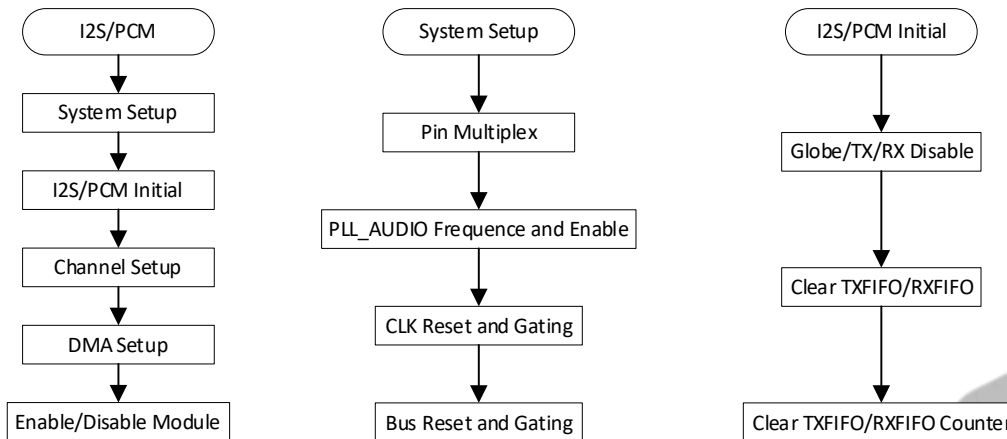 I2S/PCM
System Setup
I2S/PCM Initial
Channel Setup
DMA Setup
Enable/Disable Module
System Setup
Pin Multiplex
PLL_AUDIO Frequence and Enable
CLK Reset and Gating
Bus Reset and Gating
I2S/PCM Initial
Globe/TX/RX Disable
Clear TXFIFO/RXFIFO
Clear TXFIFO/RXFIFO Counter